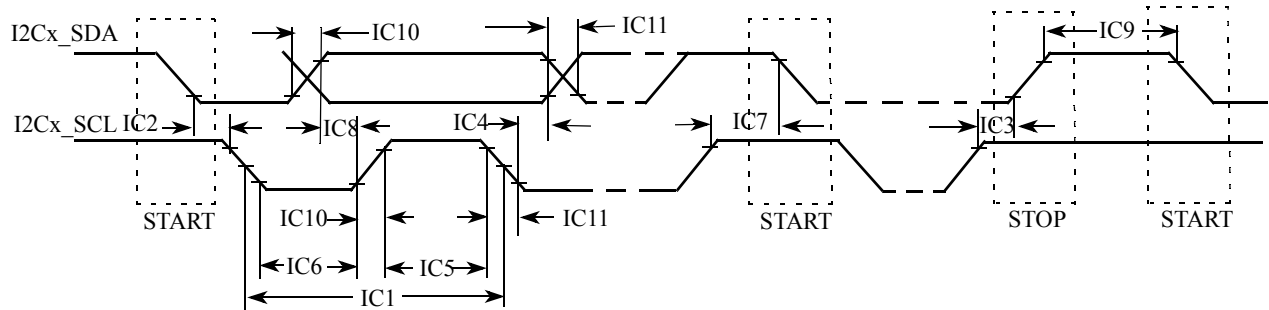 I2Cx_SDA
IC10
IC11
IC9
I2Cx_SCL
IC2
IC8
IC4
IC7
IC3
START
IC10
IC11
START
STOP
START
IC6
IC5
IC1